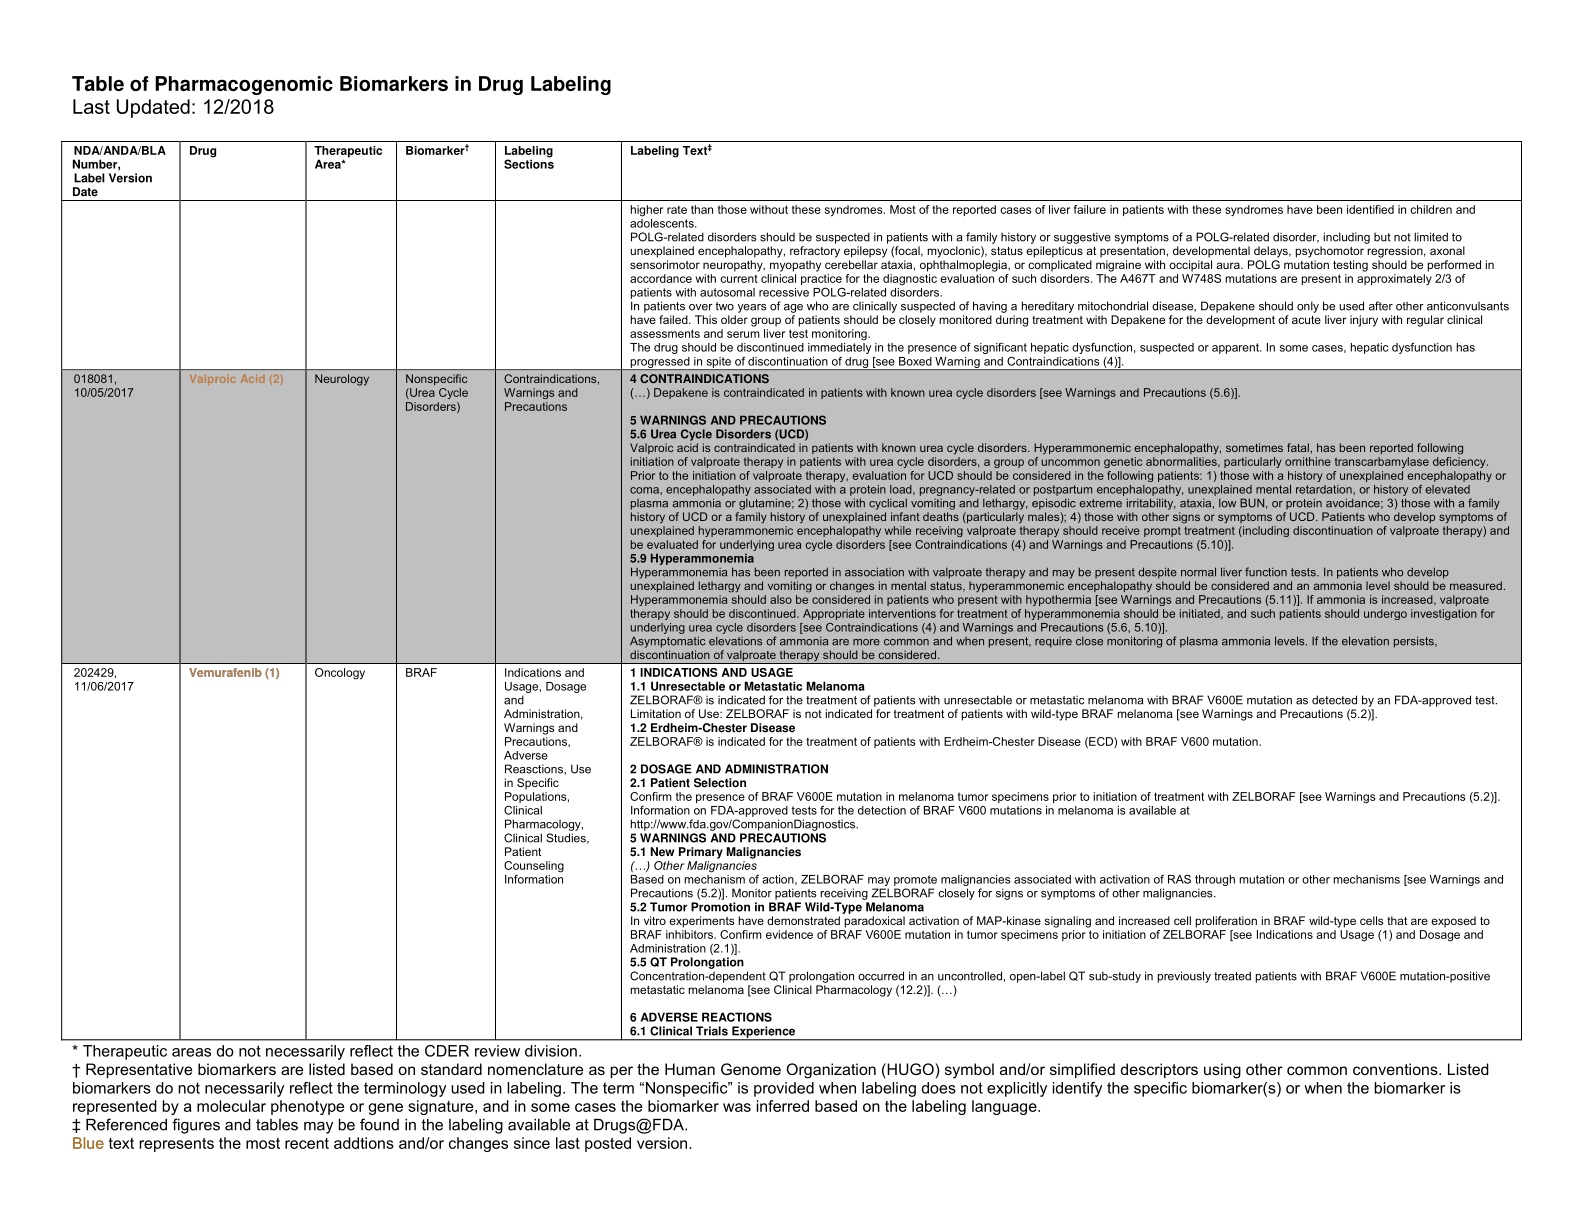 Table of Pharmacogenomic Biomarkers in Drug Labeling
Last Updated: 12/2018
NDA/ANDA/BLA
Number,
Label Version
Date
Drug
Therapeutic
Area*
Biomarker†
Labeling
Sections
Labeling Text‡
higher rate than those without these syndromes. Most of the reported cases of liver failure in patients with these syndromes have been identified in children and
adolescents.
POLG-related disorders should be suspected in patients with a family history or suggestive symptoms of a POLG-related disorder, including but not limited to
unexplained encephalopathy, refractory epilepsy (focal, myoclonic), status epilepticus at presentation, developmental delays, psychomotor regression, axonal
sensorimotor neuropathy, myopathy cerebellar ataxia, ophthalmoplegia, or complicated migraine with occipital aura. POLG mutation testing should be performed in
accordance with current clinical practice for the diagnostic evaluation of such disorders. The A467T and W748S mutations are present in approximately 2/3 of
patients with autosomal recessive POLG-related disorders.
In patients over two years of age who are clinically suspected of having a hereditary mitochondrial disease, Depakene should only be used after other anticonvulsants
have failed. This older group of patients should be closely monitored during treatment with Depakene for the development of acute liver injury with regular clinical
assessments and serum liver test monitoring.
The drug should be discontinued immediately in the presence of significant hepatic dysfunction, suspected or apparent. In some cases, hepatic dysfunction has
progressed in spite of discontinuation of drug [see Boxed Warning and Contraindications (4)].
018081,
10/05/2017
Valproic Acid (2)
Neurology
Nonspecific
(Urea Cycle
Disorders)
Contraindications,
Warnings and
Precautions
4 CONTRAINDICATIONS
(…) Depakene is contraindicated in patients with known urea cycle disorders [see Warnings and Precautions (5.6)].
5 WARNINGS AND PRECAUTIONS
5.6 Urea Cycle Disorders (UCD)
Valproic acid is contraindicated in patients with known urea cycle disorders. Hyperammonemic encephalopathy, sometimes fatal, has been reported following
initiation of valproate therapy in patients with urea cycle disorders, a group of uncommon genetic abnormalities, particularly ornithine transcarbamylase deficiency.
Prior to the initiation of valproate therapy, evaluation for UCD should be considered in the following patients: 1) those with a history of unexplained encephalopathy or
coma, encephalopathy associated with a protein load, pregnancy-related or postpartum encephalopathy, unexplained mental retardation, or history of elevated
plasma ammonia or glutamine; 2) those with cyclical vomiting and lethargy, episodic extreme irritability, ataxia, low BUN, or protein avoidance; 3) those with a family
history of UCD or a family history of unexplained infant deaths (particularly males); 4) those with other signs or symptoms of UCD. Patients who develop symptoms of
unexplained hyperammonemic encephalopathy while receiving valproate therapy should receive prompt treatment (including discontinuation of valproate therapy) and
be evaluated for underlying urea cycle disorders [see Contraindications (4) and Warnings and Precautions (5.10)].
5.9 Hyperammonemia
Hyperammonemia has been reported in association with valproate therapy and may be present despite normal liver function tests. In patients who develop
unexplained lethargy and vomiting or changes in mental status, hyperammonemic encephalopathy should be considered and an ammonia level should be measured.
Hyperammonemia should also be considered in patients who present with hypothermia [see Warnings and Precautions (5.11)]. If ammonia is increased, valproate
therapy should be discontinued. Appropriate interventions for treatment of hyperammonemia should be initiated, and such patients should undergo investigation for
underlying urea cycle disorders [see Contraindications (4) and Warnings and Precautions (5.6, 5.10)].
Asymptomatic elevations of ammonia are more common and when present, require close monitoring of plasma ammonia levels. If the elevation persists,
discontinuation of valproate therapy should be considered.
202429,
11/06/2017
Vemurafenib (1)
Oncology
BRAF
Indications and
Usage, Dosage
and
Administration,
Warnings and
Precautions,
Adverse
Reasctions, Use
in Specific
Populations,
Clinical
Pharmacology,
Clinical Studies,
Patient
Counseling
Information
1 INDICATIONS AND USAGE
1.1 Unresectable or Metastatic Melanoma
ZELBORAF® is indicated for the treatment of patients with unresectable or metastatic melanoma with BRAF V600E mutation as detected by an FDA-approved test.
Limitation of Use: ZELBORAF is not indicated for treatment of patients with wild-type BRAF melanoma [see Warnings and Precautions (5.2)].
1.2 Erdheim-Chester Disease
ZELBORAF® is indicated for the treatment of patients with Erdheim-Chester Disease (ECD) with BRAF V600 mutation.
2 DOSAGE AND ADMINISTRATION
2.1 Patient Selection
Confirm the presence of BRAF V600E mutation in melanoma tumor specimens prior to initiation of treatment with ZELBORAF [see Warnings and Precautions (5.2)].
Information on FDA-approved tests for the detection of BRAF V600 mutations in melanoma is available at
http://www.fda.gov/CompanionDiagnostics.
5 WARNINGS AND PRECAUTIONS
5.1 New Primary Malignancies
(…) Other Malignancies
Based on mechanism of action, ZELBORAF may promote malignancies associated with activation of RAS through mutation or other mechanisms [see Warnings and
Precautions (5.2)]. Monitor patients receiving ZELBORAF closely for signs or symptoms of other malignancies.
5.2 Tumor Promotion in BRAF Wild-Type Melanoma
In vitro experiments have demonstrated paradoxical activation of MAP-kinase signaling and increased cell proliferation in BRAF wild-type cells that are exposed to
BRAF inhibitors. Confirm evidence of BRAF V600E mutation in tumor specimens prior to initiation of ZELBORAF [see Indications and Usage (1) and Dosage and
Administration (2.1)].
5.5 QT Prolongation
Concentration-dependent QT prolongation occurred in an uncontrolled, open-label QT sub-study in previously treated patients with BRAF V600E mutation-positive
metastatic melanoma [see Clinical Pharmacology (12.2)]. (…)
6 ADVERSE REACTIONS
6.1 Clinical Trials Experience
* Therapeutic areas do not necessarily reflect the CDER review division.
† Representative biomarkers are listed based on standard nomenclature as per the Human Genome Organization (HUGO) symbol and/or simplified descriptors using other common conventions. Listed
biomarkers do not necessarily reflect the terminology used in labeling. The term “Nonspecific” is provided when labeling does not explicitly identify the specific biomarker(s) or when the biomarker is
represented by a molecular phenotype or gene signature, and in some cases the biomarker was inferred based on the labeling language.
‡ Referenced figures and tables may be found in the labeling available at Drugs@FDA.
Blue text represents the most recent addtions and/or changes since last posted version.